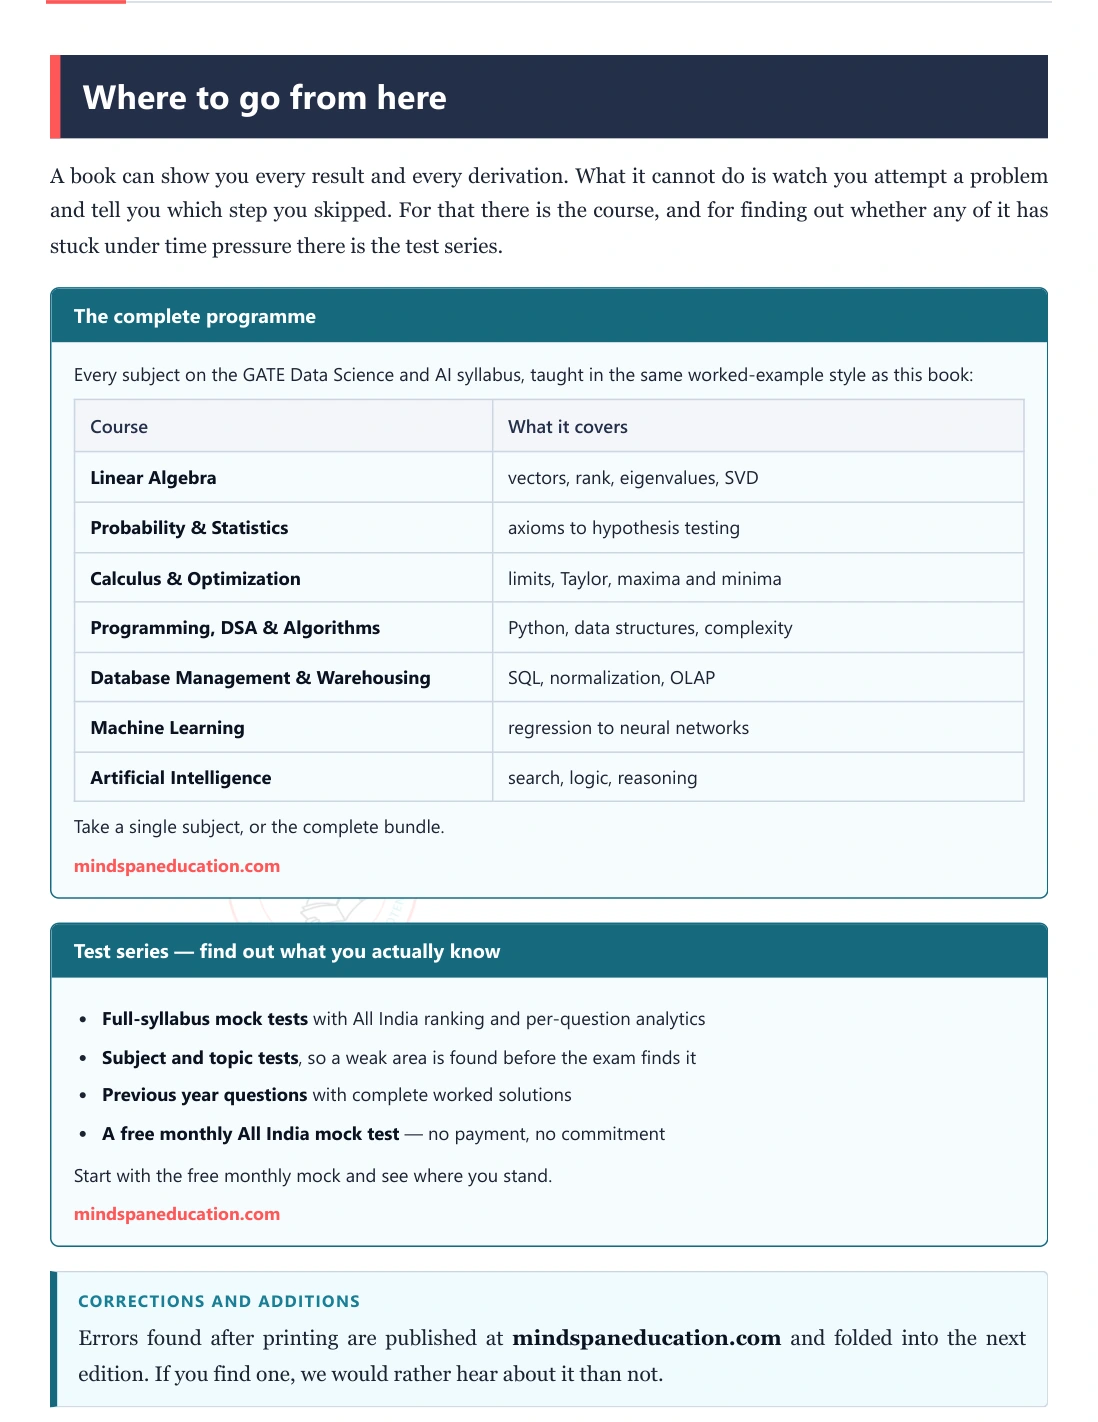 Where to go from here
A book can show you every result and every derivation. What it cannot do is watch you attempt a problem
and tell you which step you skipped. For that there is the course, and for finding out whether any of it has
stuck under time pressure there is the test series.
The complete programme
Every subject on the GATE Data Science and AI syllabus, taught in the same worked-example style as this book:
Course What it covers
Linear Algebra vectors, rank, eigenvalues, SVD
Probability & Statistics axioms to hypothesis testing
Calculus & Optimization limits, Taylor, maxima and minima
Programming, DSA & Algorithms Python, data structures, complexity
Database Management & Warehousing SQL, normalization, OLAP
Machine Learning regression to neural networks
Artificial Intelligence search, logic, reasoning
Take a single subject, or the complete bundle.
mindspaneducation.com
Test series — find out what you actually know
• Full-syllabus mock tests with All India ranking and per-question analytics
• Subject and topic tests, so a weak area is found before the exam finds it
• Previous year questions with complete worked solutions
• A free monthly All India mock test — no payment, no commitment
Start with the free monthly mock and see where you stand.
mindspaneducation.com
CORRECTIONS AND ADDITIONS
Errors found after printing are published at mindspaneducation.com and folded into the next
edition. If you find one, we would rather hear about it than not.